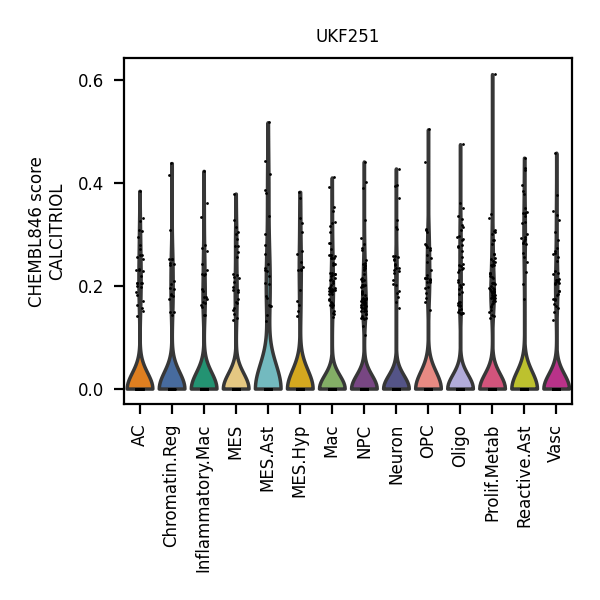 UKF251
CHEMBL846 score
CALCITRIOL
0.6
0.4
0.2
0.0
AC
Chromatin.Reg
Inflammatory.Mac
MES
MES.Ast
MES.Hyp
Mac
NPC
Neuron
OPC
Oligo
Prolif.Metab
Reactive.Ast
Vasc